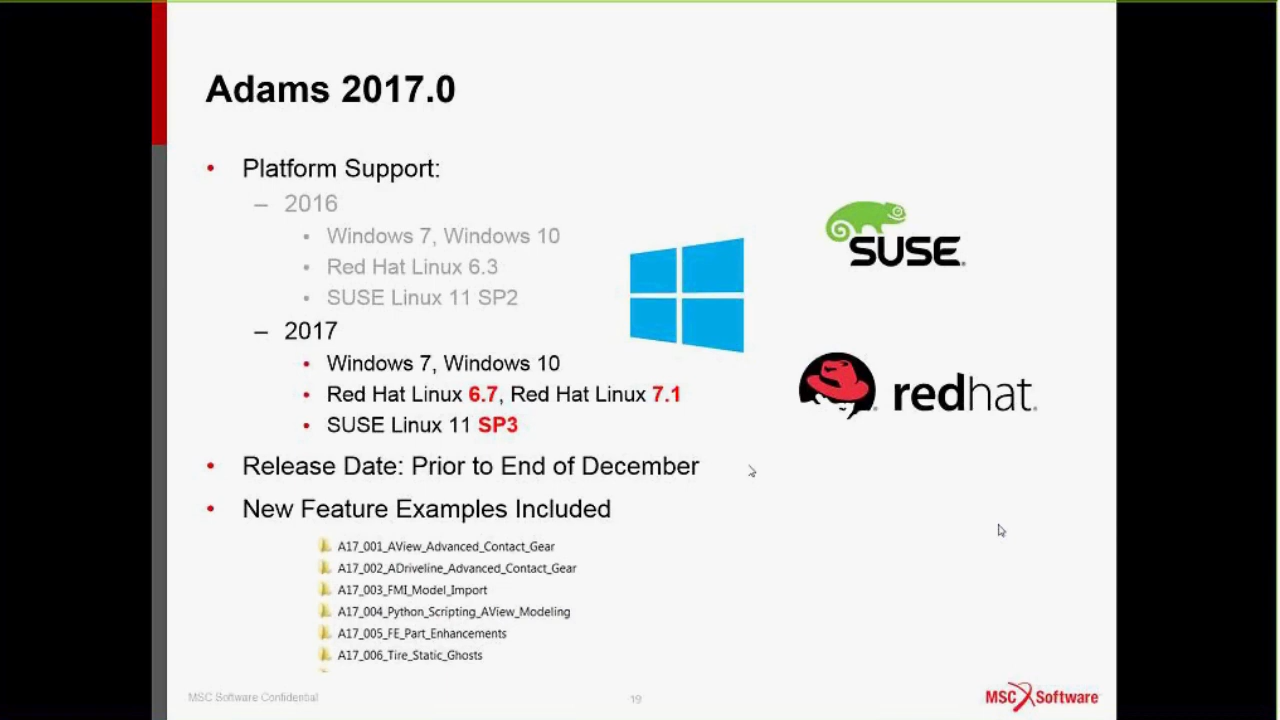 Adams 2017.0
• Platform Support:
– 2016
• Windows 7, Windows 10
• Red Hat Linux 6.3
• SUSE Linux 11 SP2
– 2017
• Windows 7, Windows 10
• Red Hat Linux 6.7, Red Hat Linux 7.1
• SUSE Linux 11 SP3
SUSE
redhat.
• Release Date: Prior to End of December
• New Feature Examples Included
A17_001_AView_Advanced_Contact_Gear
A17_002_ADriveline_Advanced_Contact_Gear
A17_003_FMI_Model_Import
A17_004_Python_Scripting_AView_Modeling
A17_005_FE_Part_Enhancements
A17_006_Tire_Static_Ghosts
MSC Software Confidential
19
MSC Software